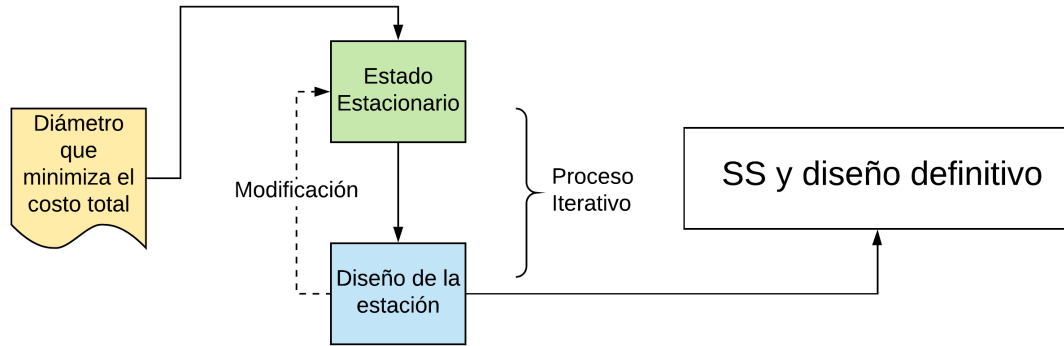 Diámetro
que
minimiza el
costo total
Estado
Estacionario
Modificación
Diseño de la
estación
Proceso
Iterativo
SS y diseño definitivo